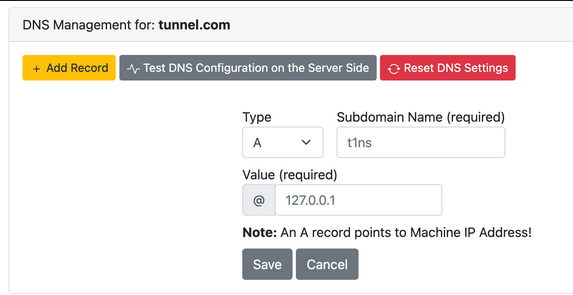 DNS Management for: tunnel.com
+ Add Record Test DNS Configuration on the Server Side Reset DNS Settings
Type Subdomain Name (required)
A t1ns
Value (required)
@ 127.0.0.1
Note: An A record points to Machine IP Address!
Save Cancel